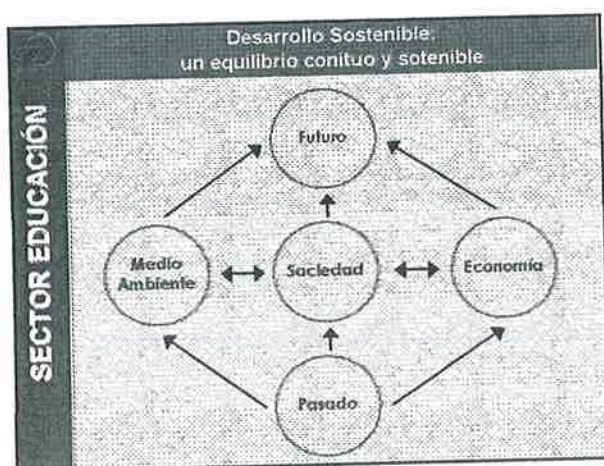 Desarrollo Sostenible:
un equilibrio conituo y sotenible
SECTOR EDUCACIÓN
Futuro
Medio
Ambiente
Sociedad
Economía
Pasado